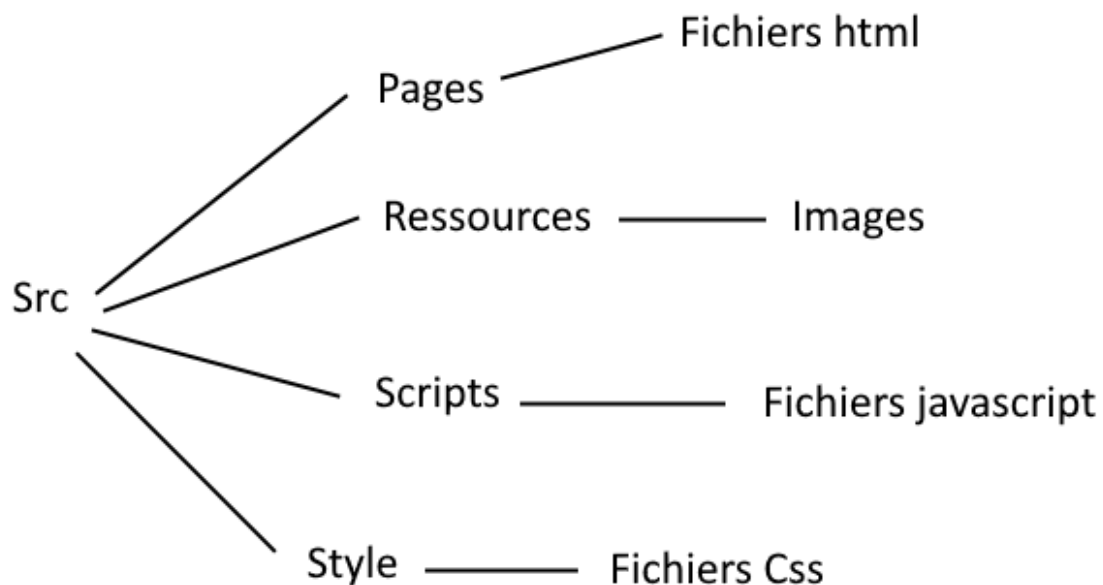 Fichiers html
Pages
Ressources
Images
Src
Scripts
Fichiers javascript
Style
Fichiers Css